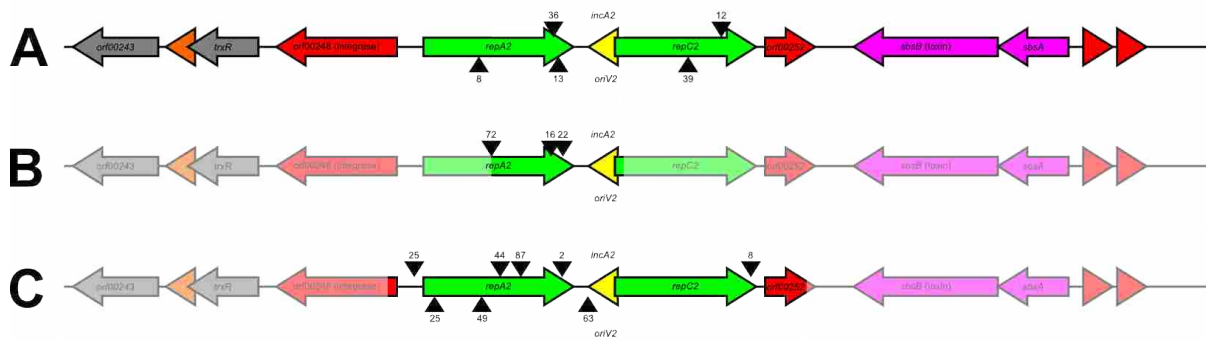 36 incA2 12
A orf00243 trxR orf00248 (integrase) repA2 repC2 orf00252 sbsB (toxin) sbsA
8 13 oriV2 39
72 16 22 incA2
B orf00243 trxR orf00248 (integrase) repA2 repC2 orf00252 sbsB (toxin) sbsA
oriV2
25 44 87 2 incA2 8
C orf00243 trxR orf00248 (integrase) repA2 repC2 orf00252 sbsB (toxin) sbsA
25 49 63 oriV2